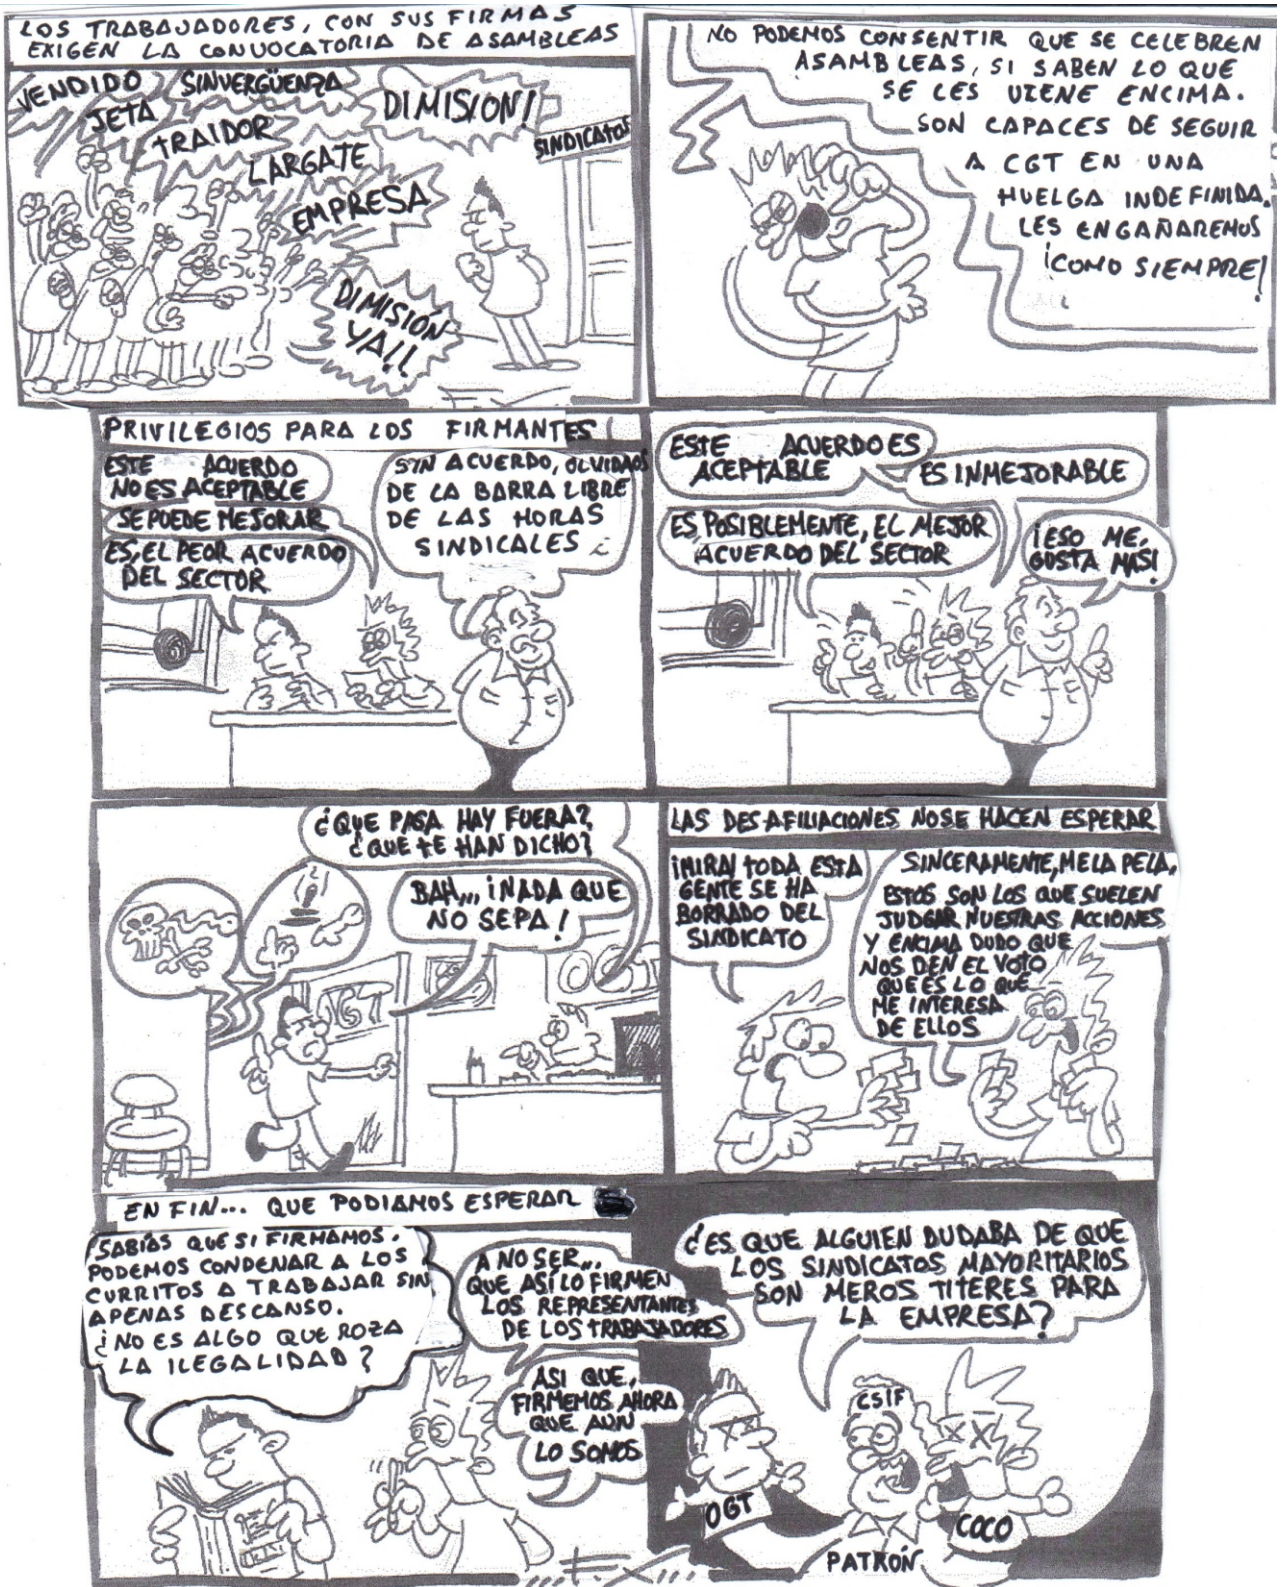 LOS TRABAJADORES, CON SUS FIRMAS
EXIGEN LA CONVOCATORIA DE ASAMBLEAS
VENDIDO
SINVERGÜENZA
JETA
DIMISION!
TRAIDOR
LARGATE
EMPRESA
SINDICATOS
DIMISIÓN
YA!!
NO PODEMOS CONSENTIR QUE SE CELEBREN
ASAMBLEAS, SI SABEN LO QUE
SE LES VIENE ENCIMA.
SON CAPACES DE SEGUIR
A CGT EN UNA
HUELGA INDEFINIDA.
LES ENGAÑAREMOS
¡COMO SIEMPRE!
PRIVILEGIOS PARA LOS FIRMANTES
ESTE ACUERDO
NO ES ACEPTABLE
SE PUEDE MEJORAR
ES, EL PEOR ACUERDO
DEL SECTOR
SIN ACUERDO, OLVIDAOS
DE LA BARRA LIBRE
DE LAS HORAS
SINDICALES ¿
ESTE ACUERDO ES
ACEPTABLE
ES INMEJORABLE
ES, POSIBLEMENTE, EL MEJOR
ACUERDO DEL SECTOR
¡ESO ME,
GUSTA MAS!
¿QUE PASA HAY FUERA?
¿QUE TE HAN DICHO?
BAH,,, ¡NADA QUE
NO SEPA!
OGT
LAS DESAFILIACIONES NO SE HACEN ESPERAR
¡MIRA! TODA ESTA
GENTE SE HA
BORRADO DEL
SINDICATO
SINCERAMENTE, ME LA PELA,
ESTOS SON LOS QUE SUELEN
JUDGAR NUESTRAS ACCIONES
Y ENCIMA DUDO QUE
NOS DEN EL VOTO
QUE ES LO QUE
ME INTERESA
DE ELLOS
EN FIN... QUE PODIAMOS ESPERAR
SABÍAS QUE SI FIRMAMOS.
PODEMOS CONDENAR A LOS
CURRITOS A TRABAJAR SIN
APENAS DESCANSO.
¿NO ES ALGO QUE ROZA
LA ILEGALIDAD?
A NO SER,,,
QUE ASÍ LO FIRMEN
LOS REPRESENTANTES
DE LOS TRABAJADORES
ASI QUE,
FIRMEMOS AHORA
QUE AUN
LO SOMOS
¿ES QUE ALGUIEN DUDABA DE QUE
LOS SINDICATOS MAYORITARIOS
SON MEROS TITERES PARA
LA EMPRESA?
CSIF
OGT
COCO
PATRÓN